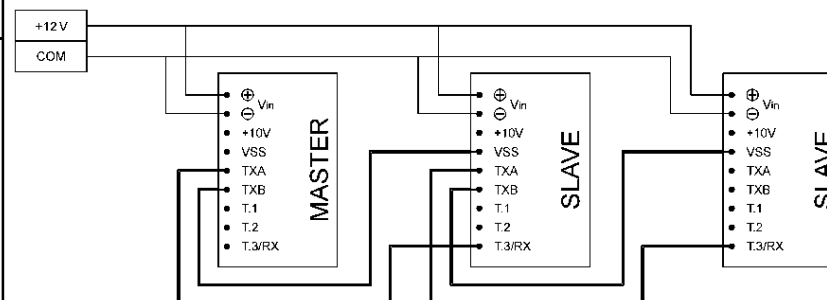 +12V
COM
Vin
+10V
VSS
TXA
TXB
T.1
T.2
T.3/RX
MASTER
Vin
+10V
VSS
TXA
TXB
T.1
T.2
T.3/RX
SLAVE
Vin
+10V
VSS
TXA
TXB
T.1
T.2
T.3/RX
SLAVE